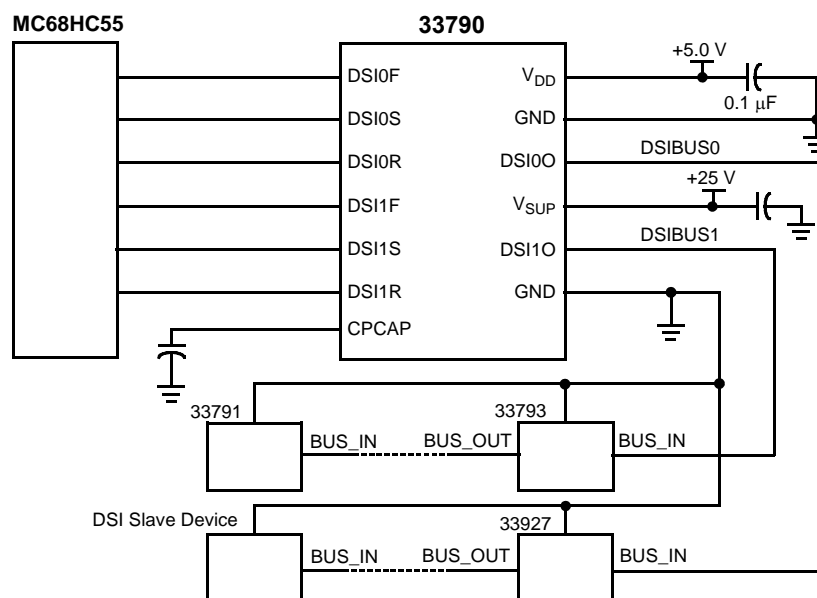 MC68HC55
33790
DSI0F
DSI0S
DSI0R
DSI1F
DSI1S
DSI1R
CPCAP
VDD
GND
DSI0O
VSUP
DSI1O
GND
+5.0 V
0.1 μF
DSIBUS0
+25 V
DSIBUS1
33791
33793
BUS_IN
BUS_OUT
BUS_IN
DSI Slave Device
33927
BUS_IN
BUS_OUT
BUS_IN